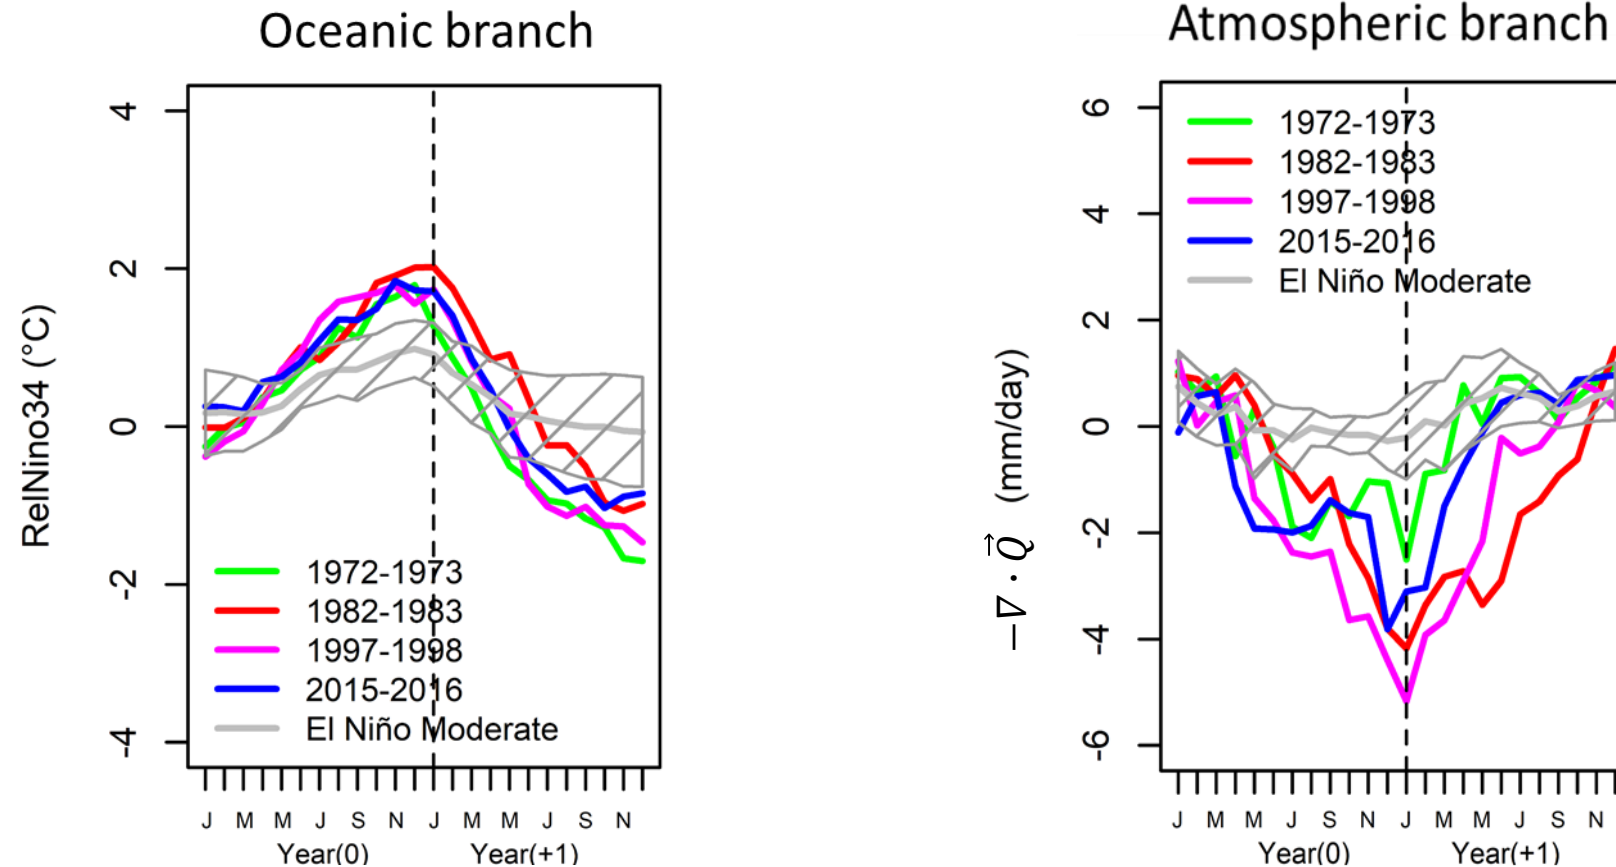 Oceanic branch
RelNino34 (°C)
4
2
0
-2
-4
1972-1973
1982-1983
1997-1998
2015-2016
El Niño Moderate
J M M J S N J M M J S N
Year(0) Year(+1)
Atmospheric branch
−∇ · Q⃗ (mm/day)
6
4
2
0
-2
-4
-6
1972-1973
1982-1983
1997-1998
2015-2016
El Niño Moderate
J M M J S N J M M J S N
Year(0) Year(+1)